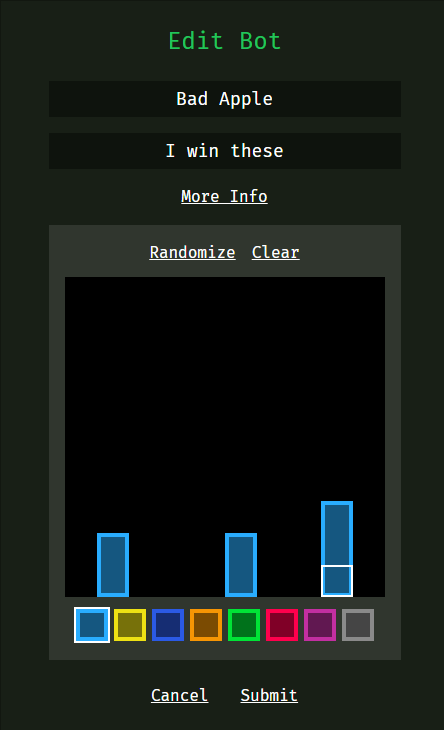 Edit Bot
Bad Apple
I win these
More Info
Randomize Clear
Cancel Submit